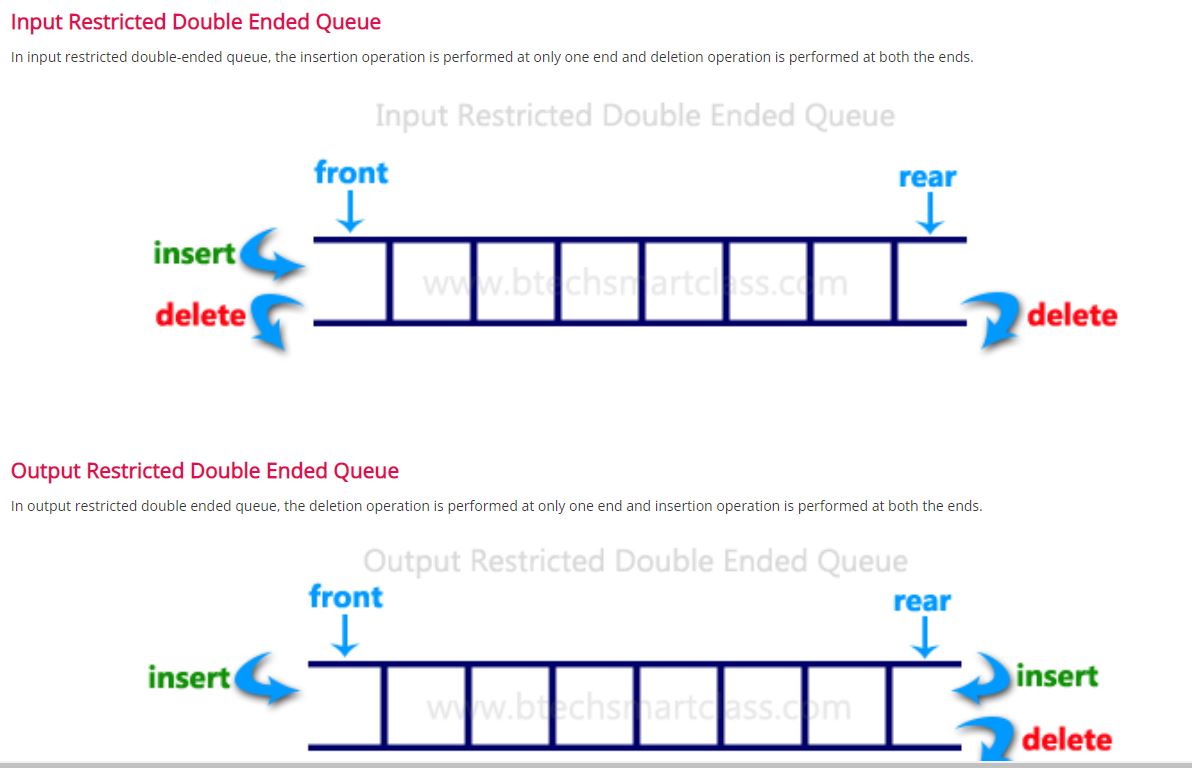 Input Restricted Double Ended Queue
In input restricted double-ended queue, the insertion operation is performed at only one end and deletion operation is performed at both the ends.
Input Restricted Double Ended Queue
front
rear
insert
www.btechsmartclass.com
delete
delete
Output Restricted Double Ended Queue
In output restricted double ended queue, the deletion operation is performed at only one end and insertion operation is performed at both the ends.
Output Restricted Double Ended Queue
front
rear
insert
insert
www.btechsmartclass.com
delete